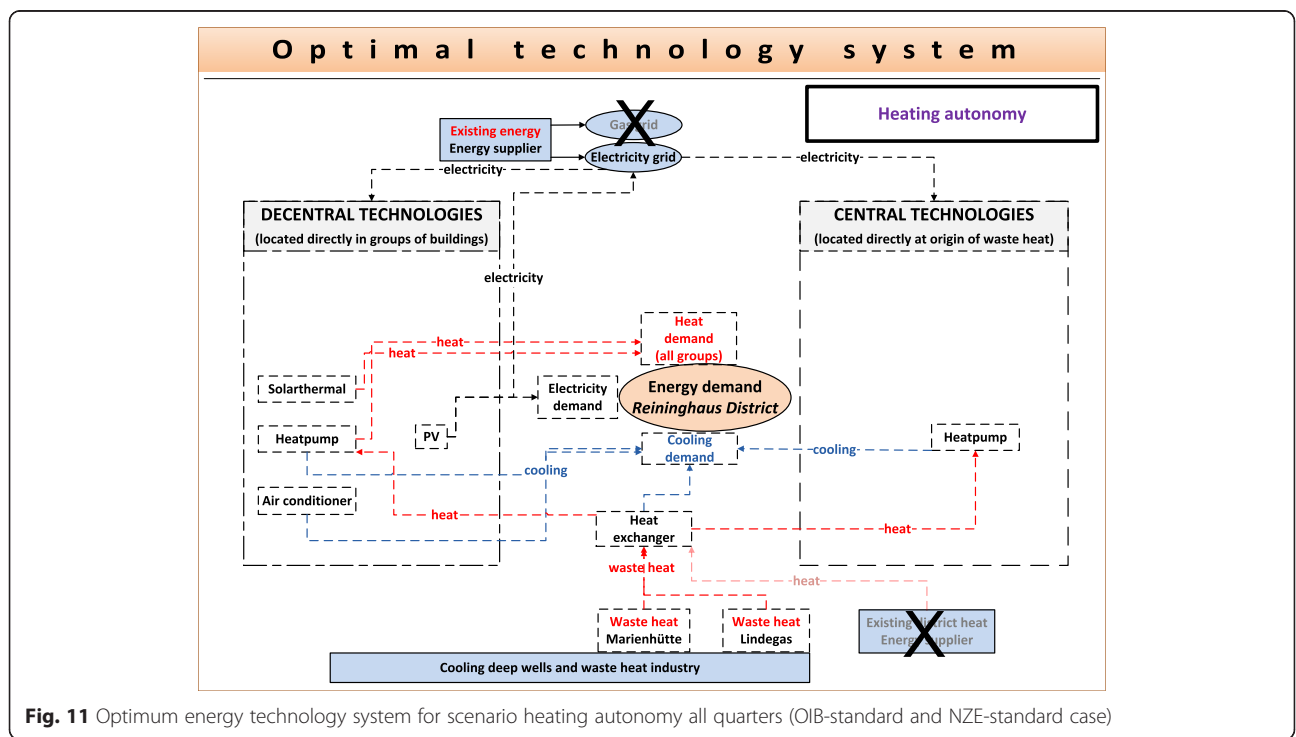 Optimal technology system
Heating autonomy
Gas grid
Existing energy
Energy supplier
Electricity grid
electricity
electricity
DECENTRAL TECHNOLOGIES
(located directly in groups of buildings)
CENTRAL TECHNOLOGIES
(located directly at origin of waste heat)
electricity
Heat
demand
(all groups)
heat
heat
Solarthermal
Electricity
demand
Energy demand
Reininghaus District
Heatpump
PV
Cooling
demand
Heatpump
cooling
cooling
Air conditioner
heat
Heat
exchanger
heat
waste heat
heat
Waste heat
Marienhütte
Waste heat
Lindegas
Existing district heat
Energy supplier
Cooling deep wells and waste heat industry
Fig. 11 Optimum energy technology system for scenario heating autonomy all quarters (OIB-standard and NZE-standard case)